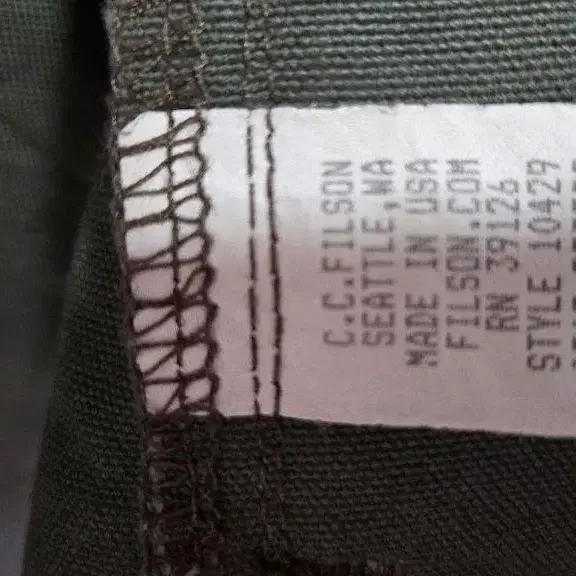 C.C.FILSON
SEATTLE,WA
MADE IN USA
FILSON.COM
RN 39126
STYLE 10429